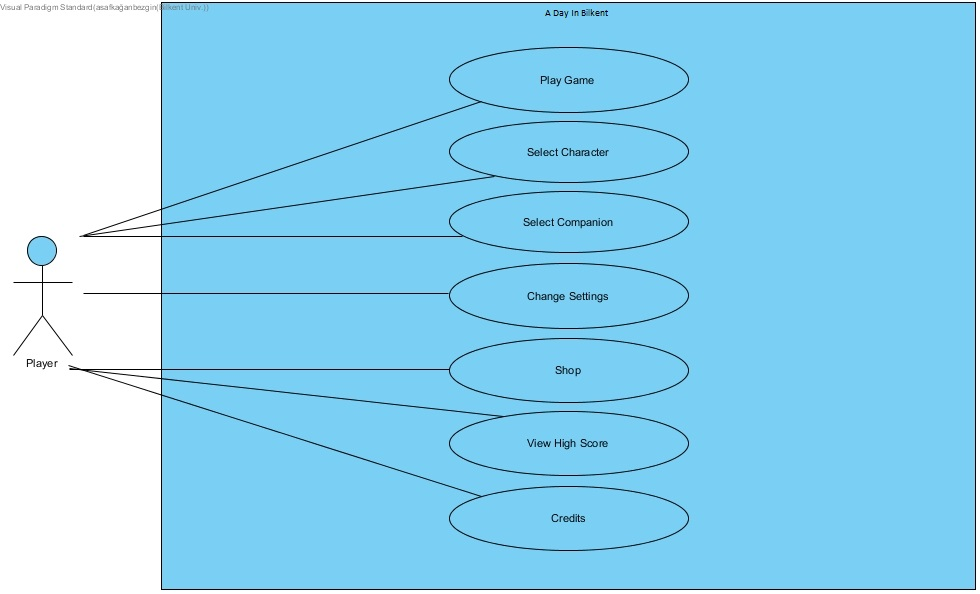 Visual Paradigm Standard(asafkağanbezgin(Bilkent Univ.))
A Day In Bilkent
Play Game
Select Character
Select Companion
Change Settings
Shop
Player
View High Score
Credits